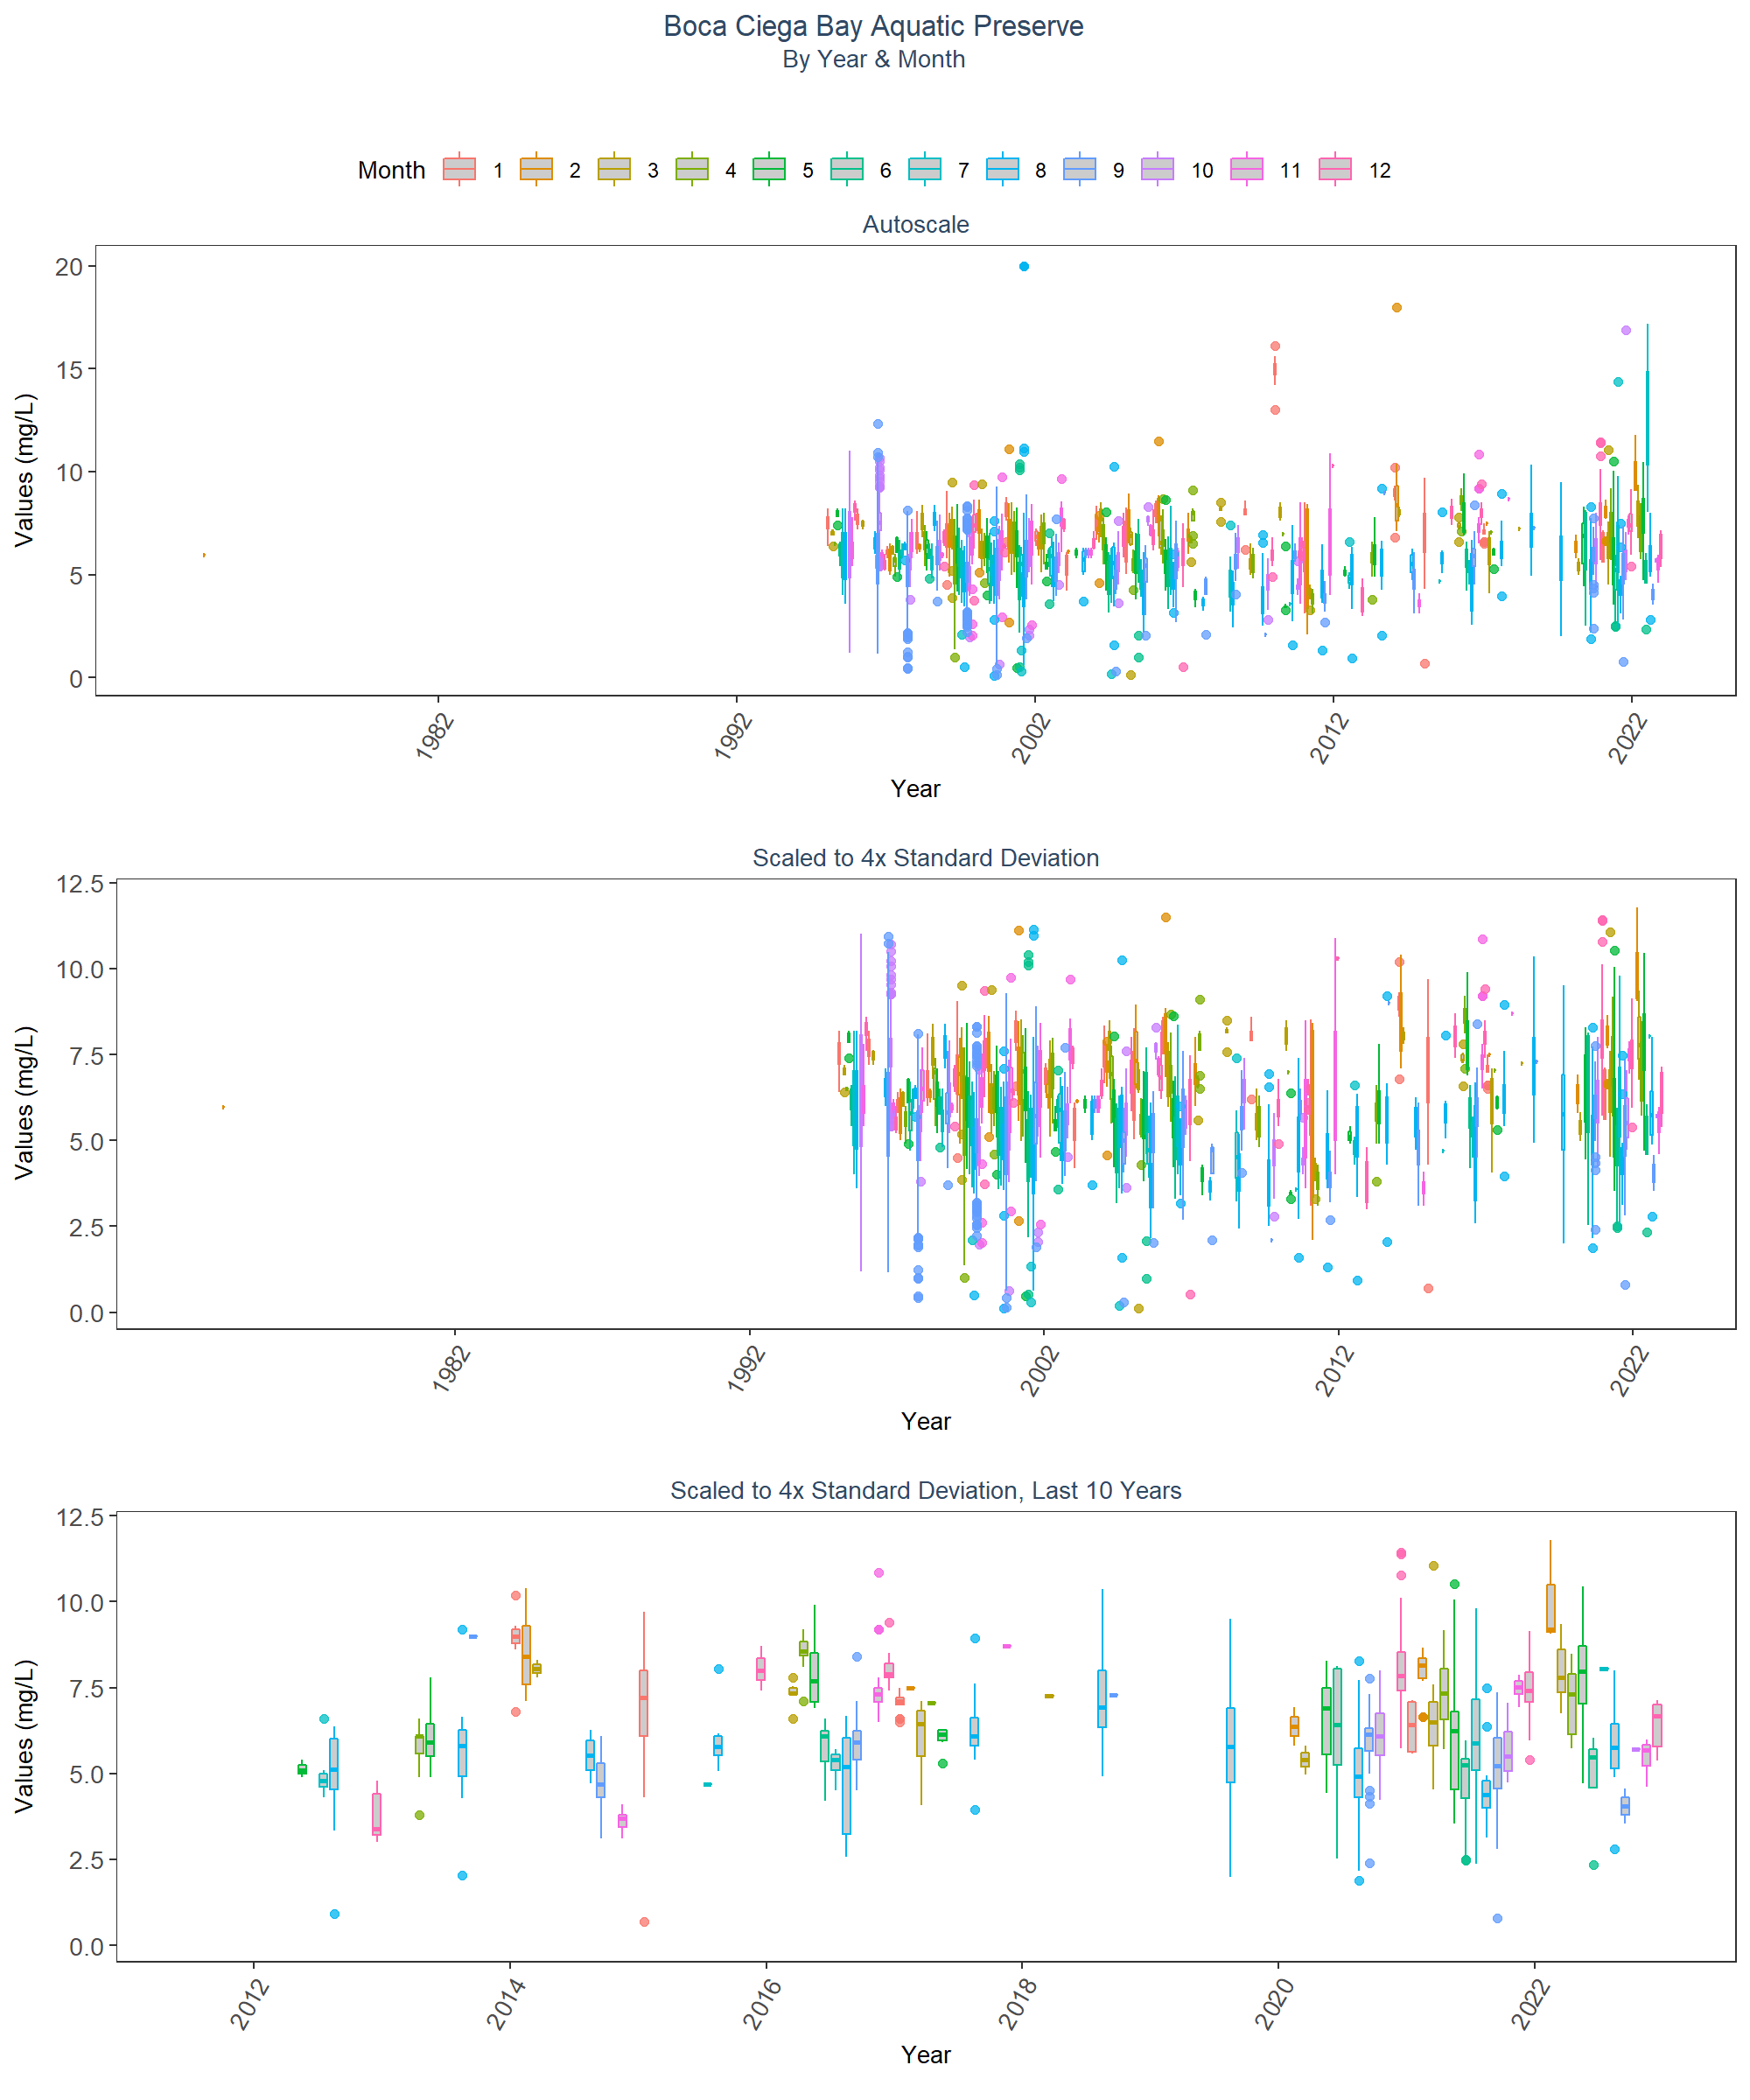 Boca Ciega Bay Aquatic Preserve
By Year & Month
Month 1 2 3 4 5 6 7 8 9 10 11 12
Autoscale
Values (mg/L)
20
15
10
5
0
1982 1992 2002 2012 2022
Year
Scaled to 4x Standard Deviation
Values (mg/L)
12.5
10.0
7.5
5.0
2.5
0.0
1982 1992 2002 2012 2022
Year
Scaled to 4x Standard Deviation, Last 10 Years
Values (mg/L)
12.5
10.0
7.5
5.0
2.5
0.0
2012 2014 2016 2018 2020 2022
Year